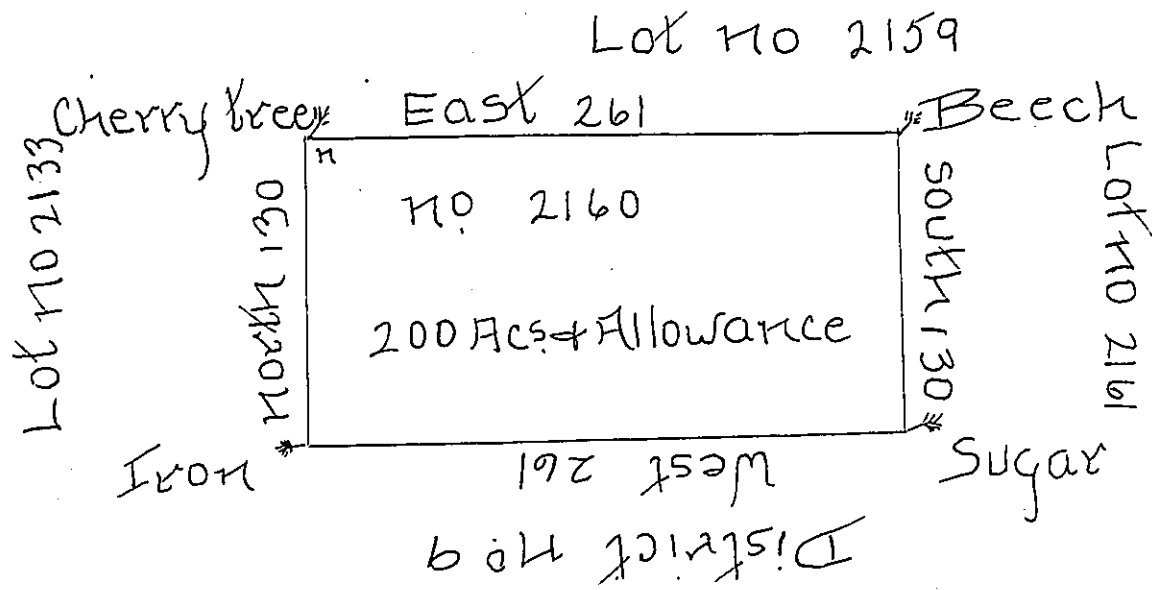 Lot No 2159
Cherry tree
East 261
Beech
Lot No 2133
North 130
n
No 2160
200 Acs & Allowance
South 130
Lot No 2161
Iron
West 261
Sugar
District No 9